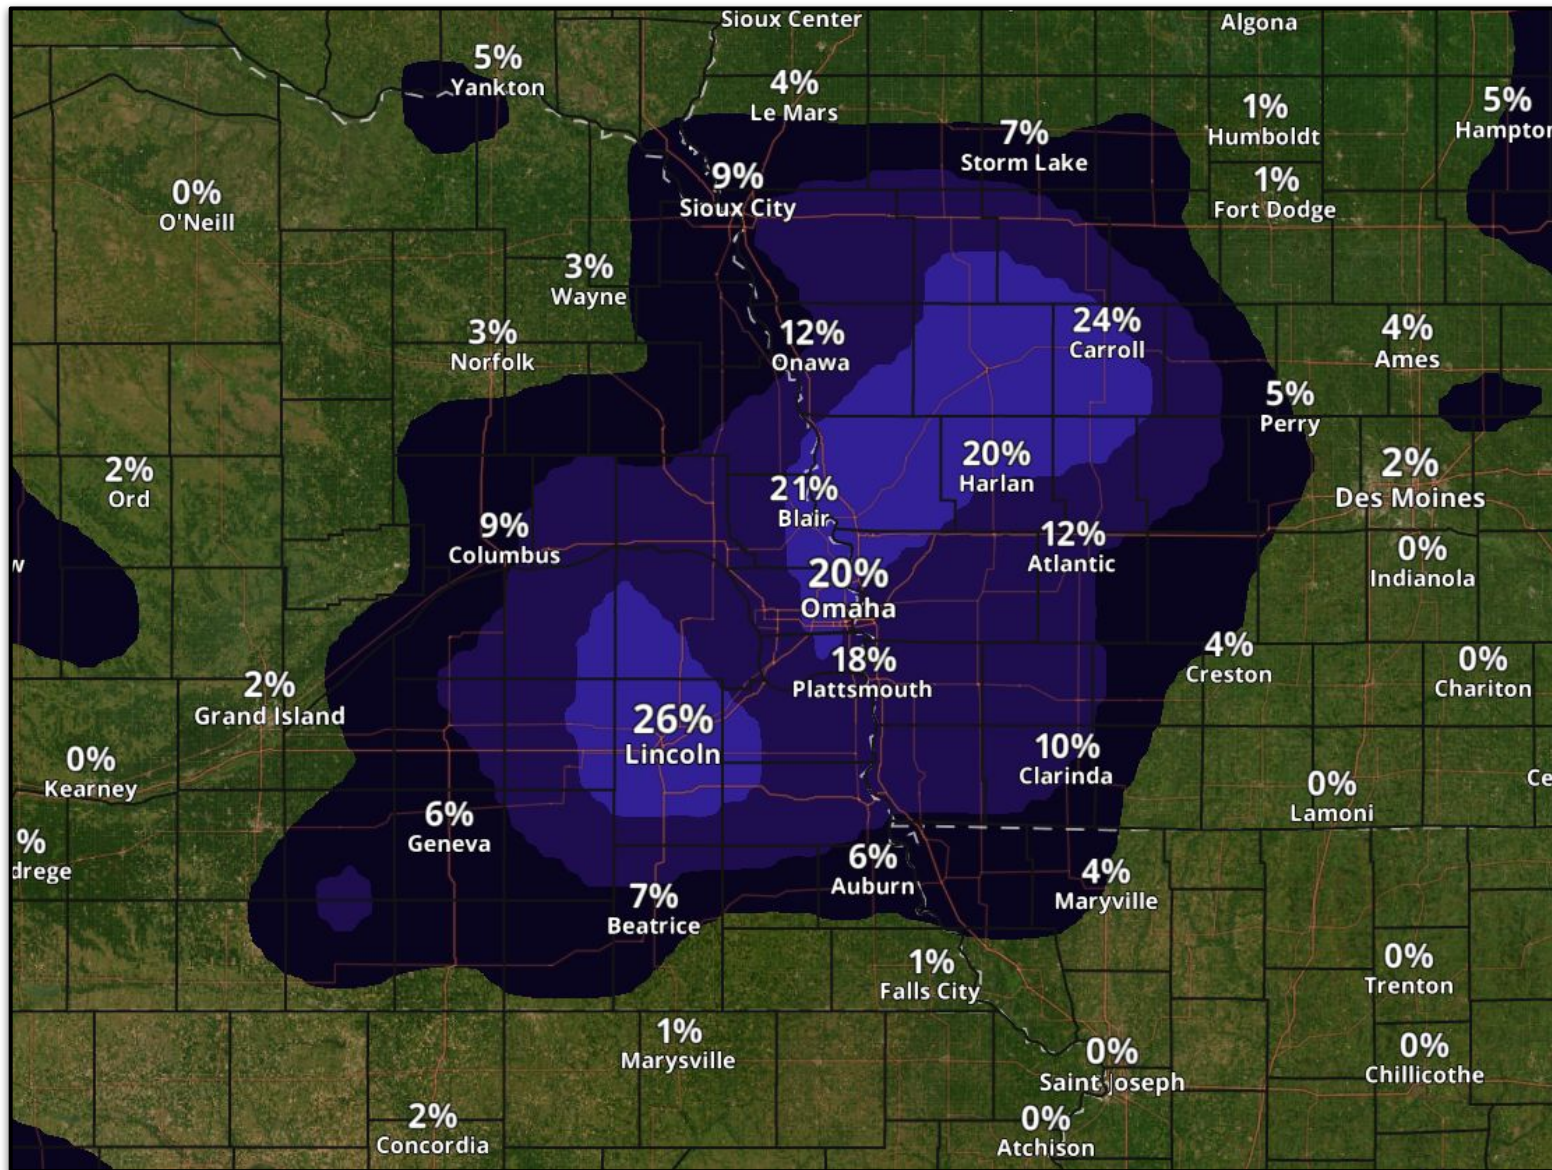 Sioux Center
Algona
5%
Yankton
4%
Le Mars
1%
Humboldt
5%
Hampton
7%
Storm Lake
0%
O'Neill
9%
Sioux City
1%
Fort Dodge
3%
Wayne
3%
Norfolk
12%
Onawa
24%
Carroll
4%
Ames
5%
Perry
2%
Ord
21%
Blair
20%
Harlan
2%
Des Moines
9%
Columbus
12%
Atlantic
0%
Indianola
w
20%
Omaha
18%
Plattsmouth
4%
Creston
0%
Chariton
2%
Grand Island
26%
Lincoln
0%
Kearney
10%
Clarinda
0%
Lamoni
Ce
6%
Geneva
%
drege
6%
Auburn
4%
Maryville
7%
Beatrice
1%
Falls City
0%
Trenton
1%
Marysville
0%
Saint Joseph
0%
Chillicothe
2%
Concordia
0%
Atchison